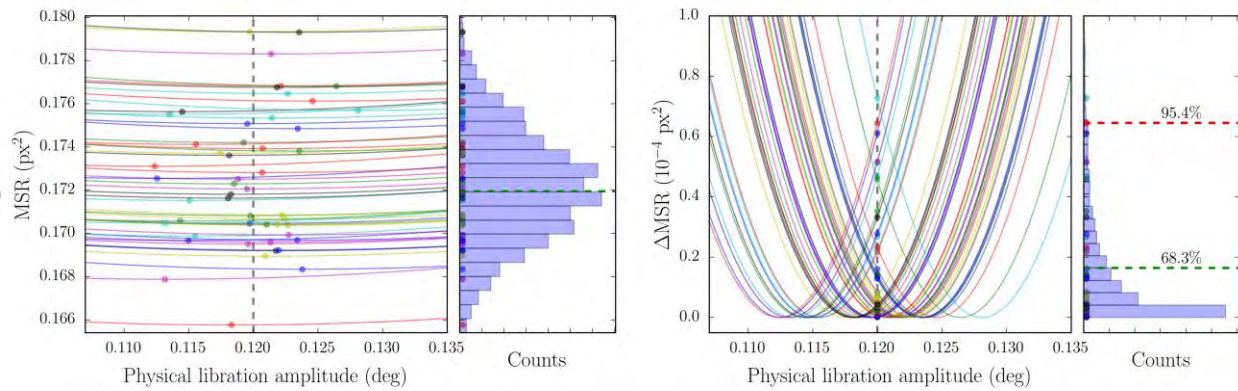 0.180
0.178
0.176
0.174
0.172
0.170
0.168
0.166
MSR (px²)
0.110 0.115 0.120 0.125 0.130 0.135
Physical libration amplitude (deg)
Counts
1.0
0.8
0.6
0.4
0.2
0.0
ΔMSR (10⁻⁴ px²)
0.110 0.115 0.120 0.125 0.130 0.135
Physical libration amplitude (deg)
95.4%
68.3%
Counts